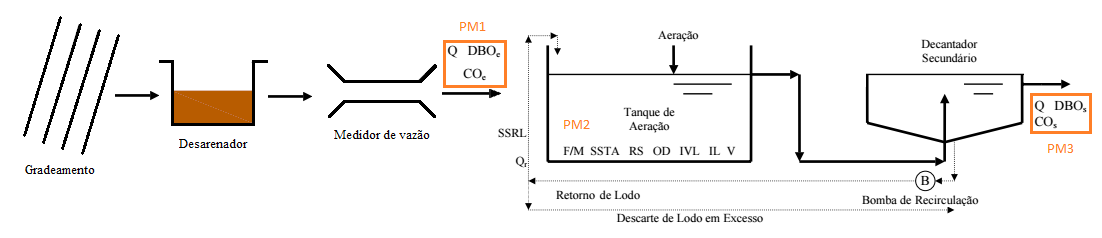 Gradeamento
Desarenador
Medidor de vazão
PM1
Q DBOe
COe
SSRL
Qr
Aeração
Tanque de
Aeração
PM2
F/M SSTA RS OD IVL IL V
Decantador
Secundário
Q DBOs
COs
PM3
B
Bomba de Recirculação
Retorno de Lodo
Descarte de Lodo em Excesso